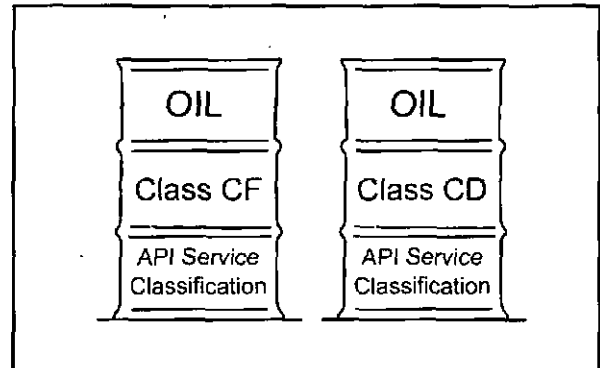 OIL
Class CF
API Service
Classification
OIL
Class CD
API Service
Classification